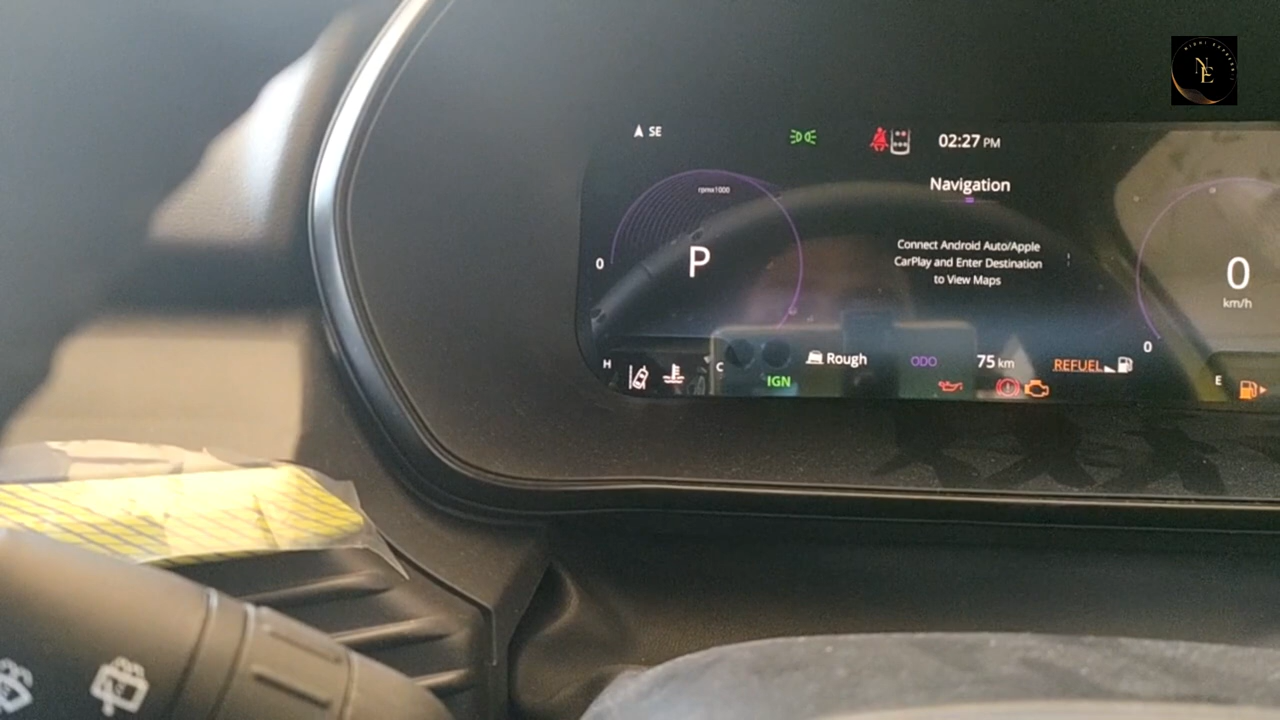 SE
02:27 PM
NE
rpmx1000
Navigation
0
P
Connect Android Auto/Apple
CarPlay and Enter Destination
to View Maps
0
km/h
0
H
C
Rough
ODO
75 km
REFUEL
IGN
E